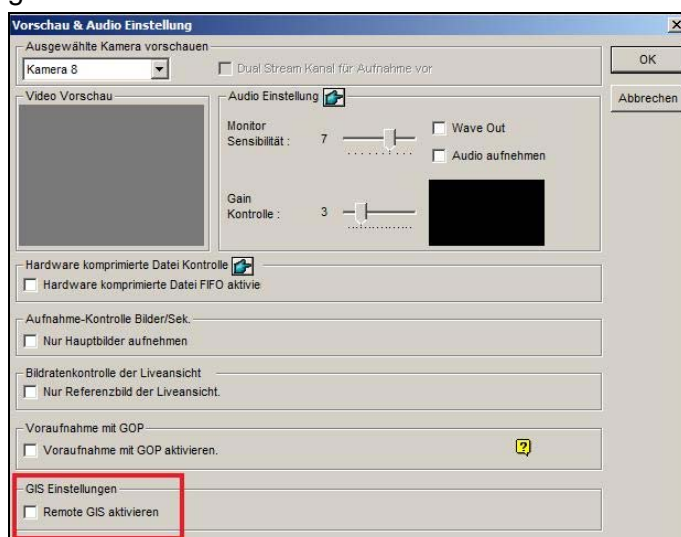 Vorschau & Audio Einstellung
Ausgewählte Kamera vorschauen
Kamera 8
Dual Stream Kanal für Aufnahme vor
OK
Abbrechen
Video Vorschau
Audio Einstellung
Monitor
Sensibilität : 7
Wave Out
Audio aufnehmen
Gain
Kontrolle : 3
Hardware komprimierte Datei Kontrolle
Hardware komprimierte Datei FIFO aktivie
Aufnahme-Kontrolle Bilder/Sek.
Nur Hauptbilder aufnehmen
Bildratenkontrolle der Liveansicht
Nur Referenzbild der Liveansicht.
Voraufnahme mit GOP
Voraufnahme mit GOP aktivieren.
GIS Einstellungen
Remote GIS aktivieren